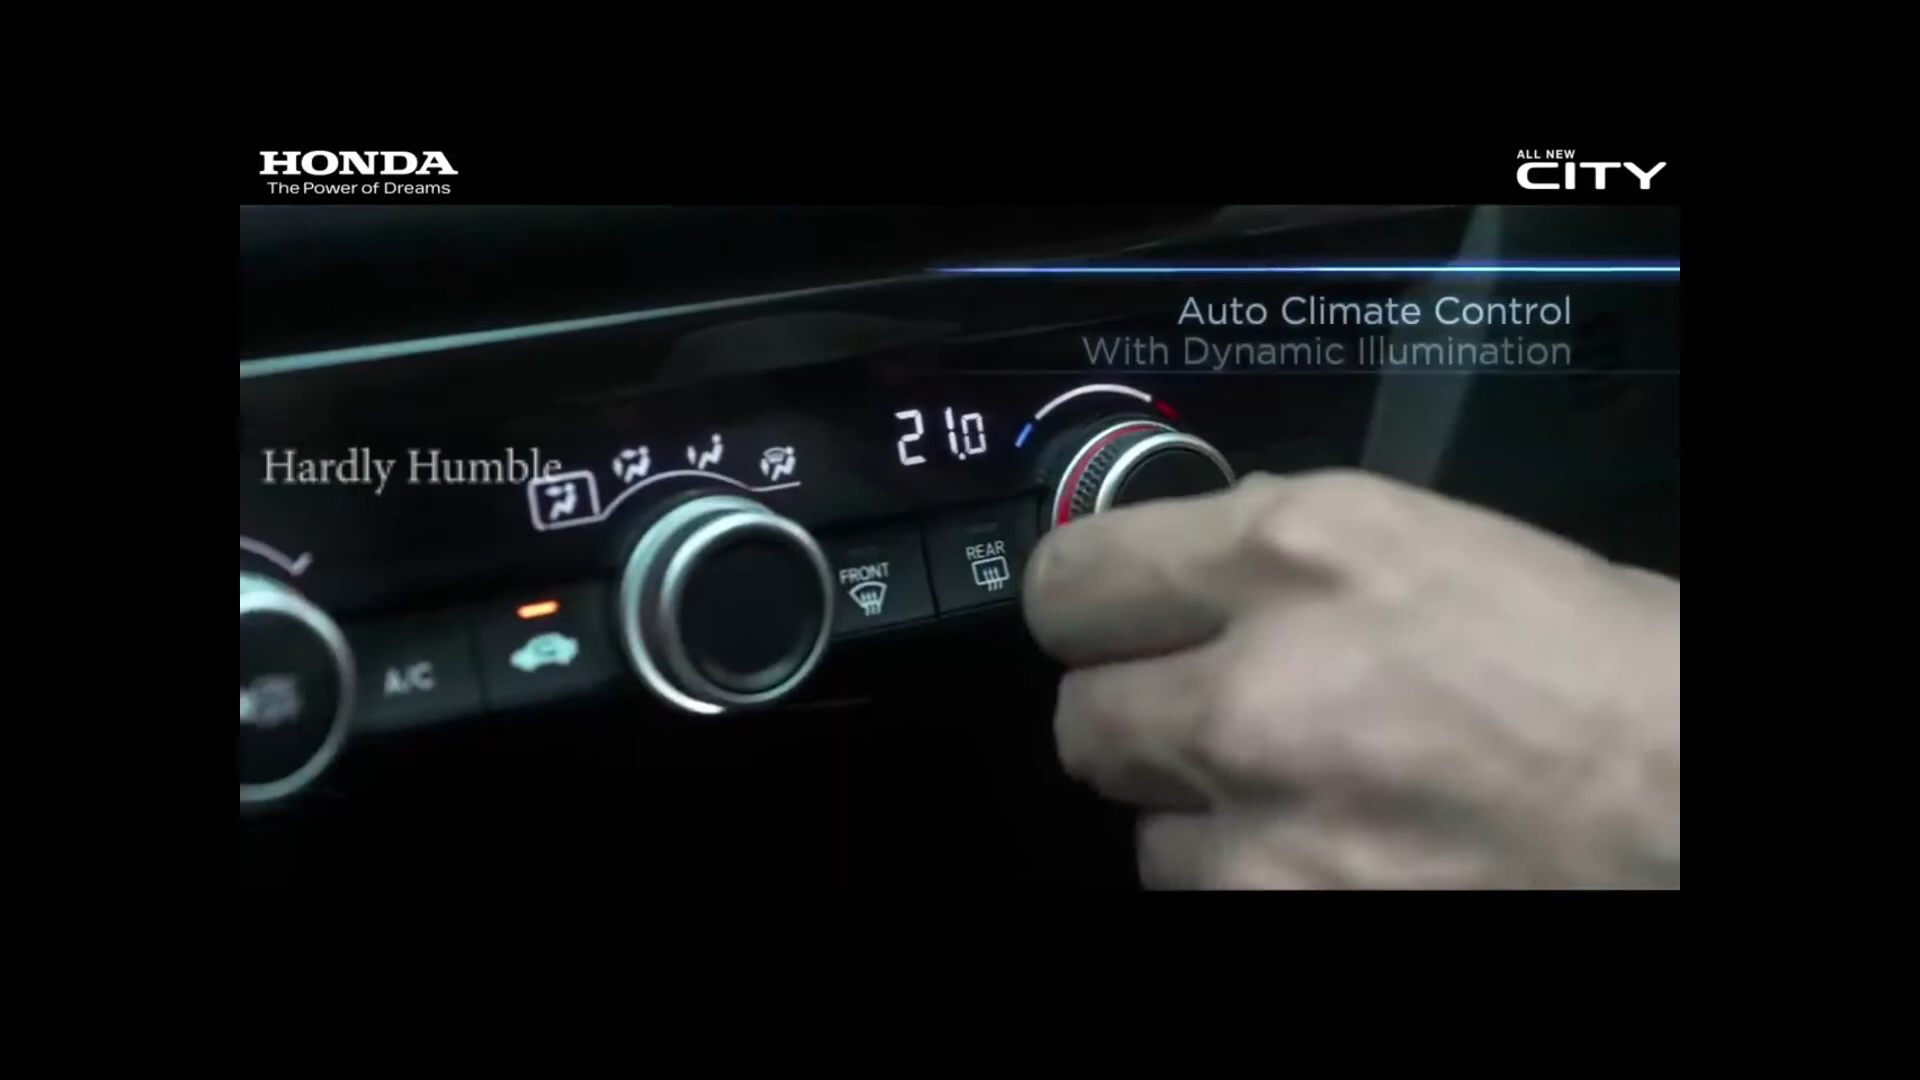 HONDA
The Power of Dreams
ALL NEW
CITY
Auto Climate Control
With Dynamic Illumination
21.0
Hardly Humble
FRONT
REAR
A/C